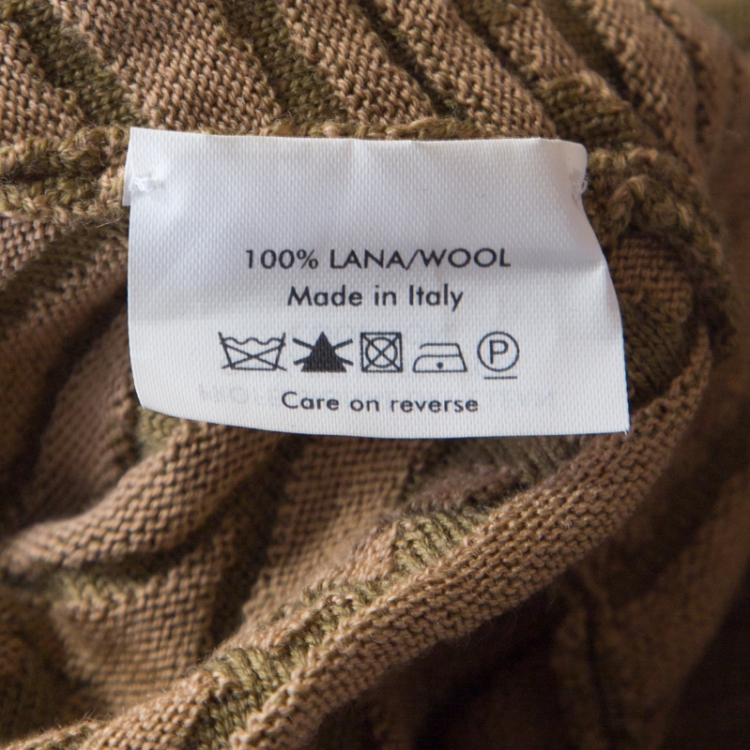 100% LANA/WOOL
Made in Italy
P
Care on reverse